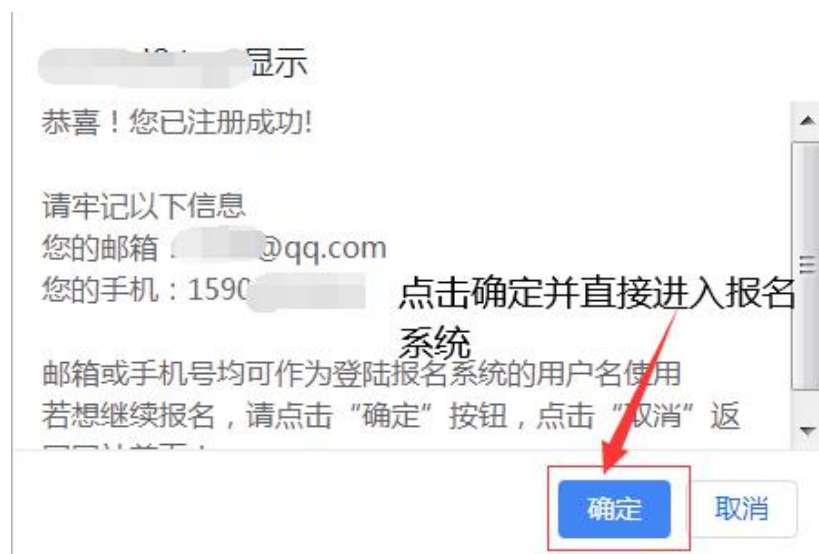 显示
恭喜！您已注册成功!
请牢记以下信息
您的邮箱：
@qq.com
您的手机：1590
点击确定并直接进入报名
系统
邮箱或手机号均可作为登陆报名系统的用户名使用
若想继续报名，请点击“确定”按钮，点击“取消”返
确定
取消